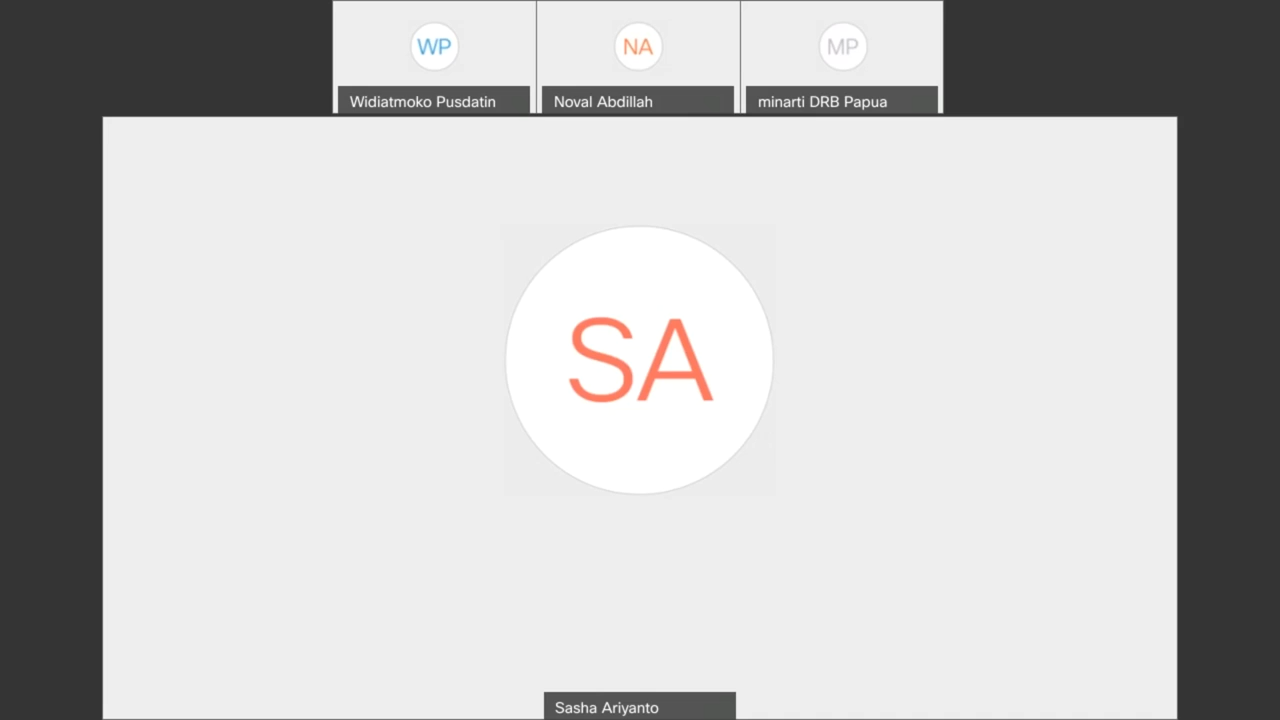 WP
NA
MP
Widiatmoko Pusdatin
Noval Abdillah
minarti DRB Papua
SA
Sasha Ariyanto